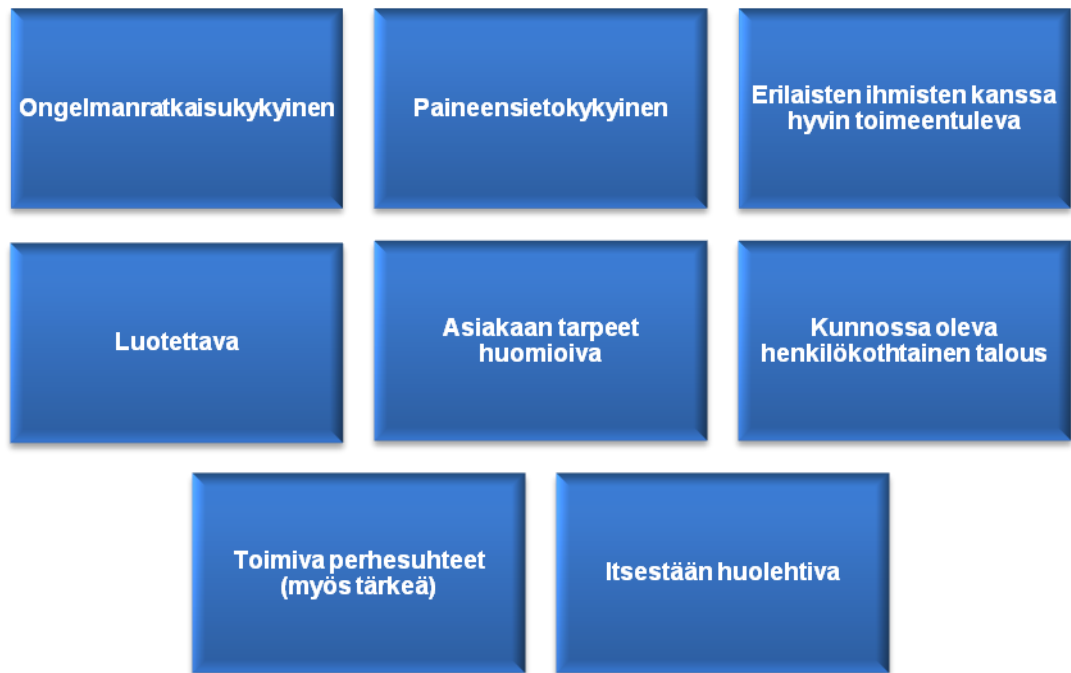 Ongelmanratkaisukykyinen
Paineensietokykyinen
Erilaisten ihmisten kanssa
hyvin toimeentuleva
Luotettava
Asiakaan tarpeet
huomioiva
Kunnossa oleva
henkilökothtainen talous
Toimiva perhesuhteet
(myös tärkeä)
Itsestään huolehtiva